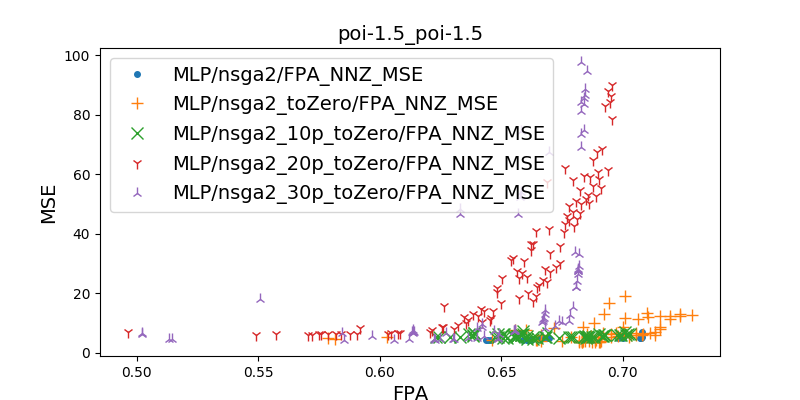 poi-1.5_poi-1.5
MLP/nsga2/FPA_NNZ_MSE
MLP/nsga2_toZero/FPA_NNZ_MSE
MLP/nsga2_10p_toZero/FPA_NNZ_MSE
MLP/nsga2_20p_toZero/FPA_NNZ_MSE
MLP/nsga2_30p_toZero/FPA_NNZ_MSE
MSE
100
80
60
40
20
0
0.50 0.55 0.60 0.65 0.70
FPA